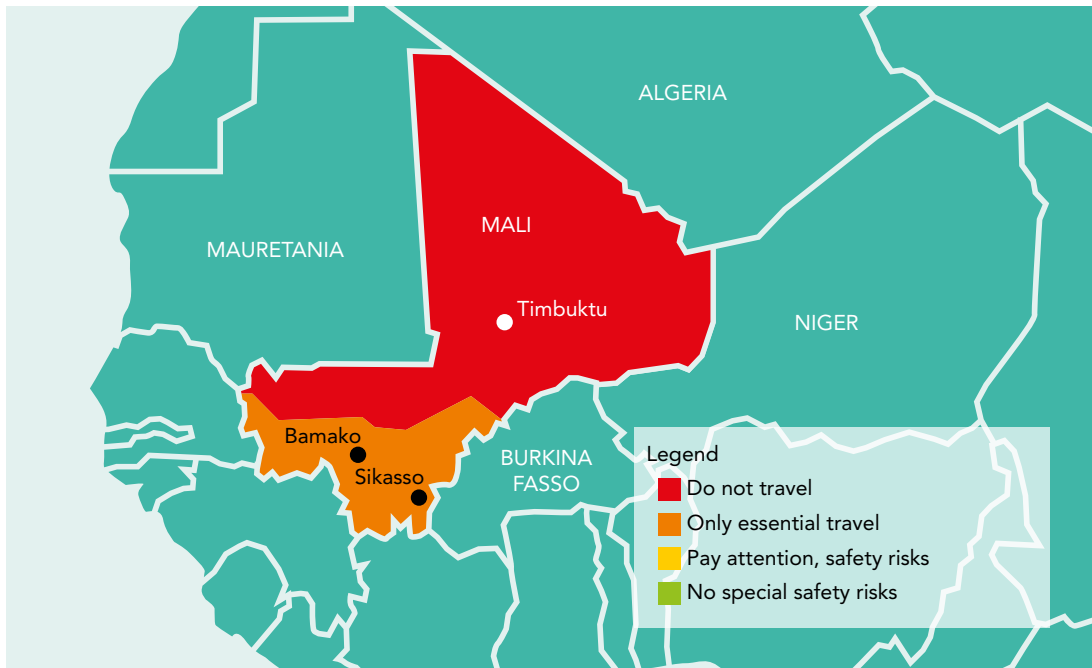 ALGERIA
MALI
MAURETANIA
Timbuktu
NIGER
Bamako
Sikasso
BURKINA
FASSO
Legend
Do not travel
Only essential travel
Pay attention, safety risks
No special safety risks